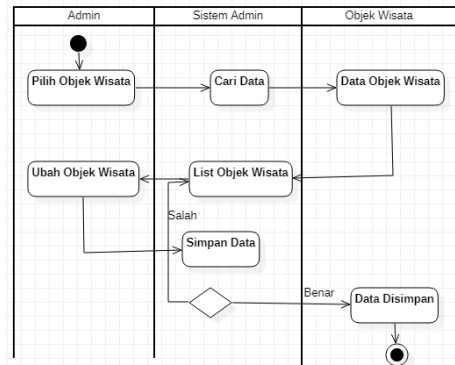 Admin
Sistem Admin
Objek Wisata
Pilih Objek Wisata
Cari Data
Data Objek Wisata
Ubah Objek Wisata
List Objek Wisata
Salah
Simpan Data
Benar
Data Disimpan